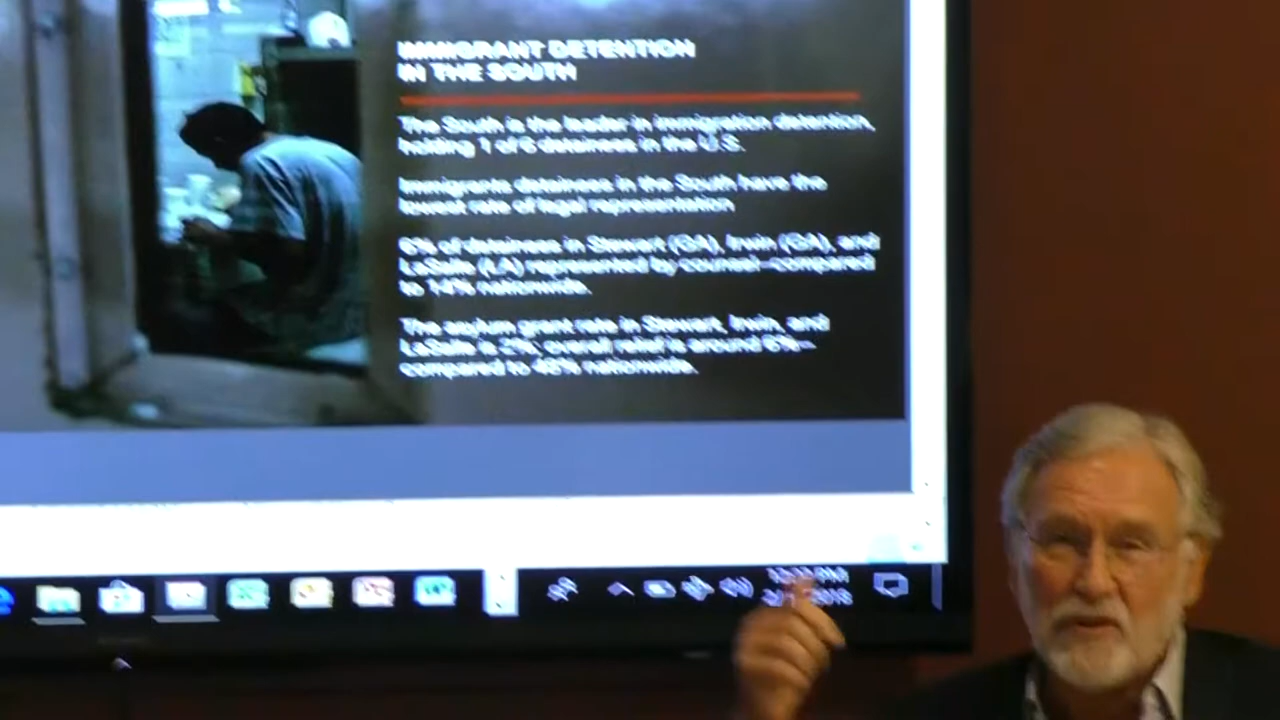 IMMIGRANT DETENTION
IN THE SOUTH
The South is the leader in immigration detention,
holding 1 of 6 detainees in the U.S.
Immigrants detainees in the South have the
lowest rate of legal representation
6% of detainees in Stewart (GA), Irwin (GA), and
LaSalle (LA) represented by counsel—compared
to 14% nationwide.
The asylum grant rate in Stewart, Irwin, and
LaSalle is 2%; overall relief is around 6%—
compared to 48% nationwide.